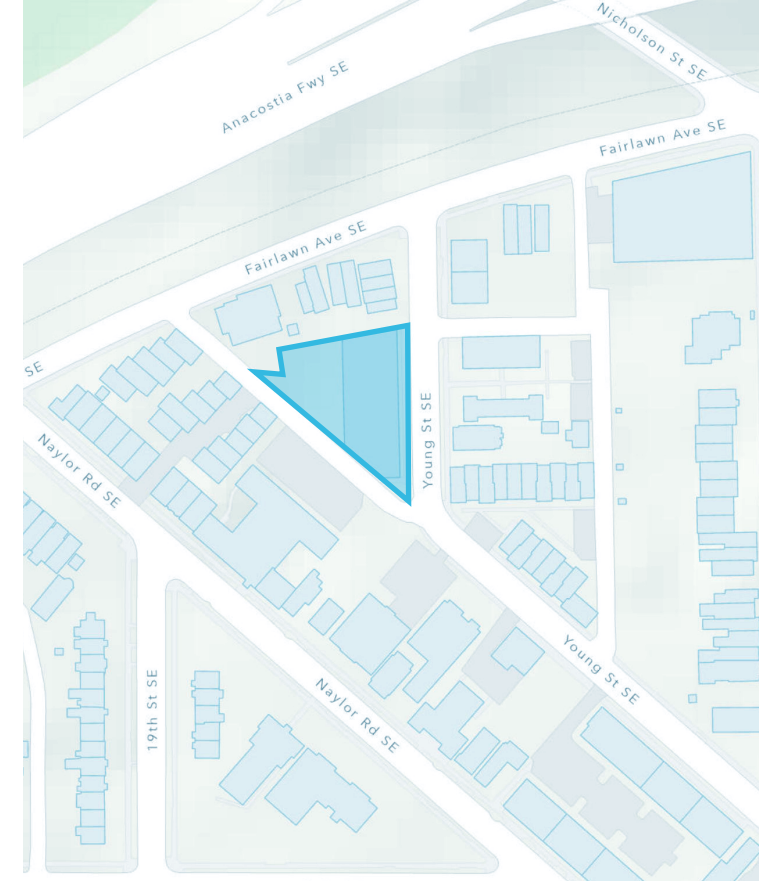 Nicholson St SE
Anacostia Fwy SE
Fairlawn Ave SE
Fairlawn Ave SE
SE
Young St SE
Naylor Rd SE
Young St SE
19th St SE
Naylor Rd SE